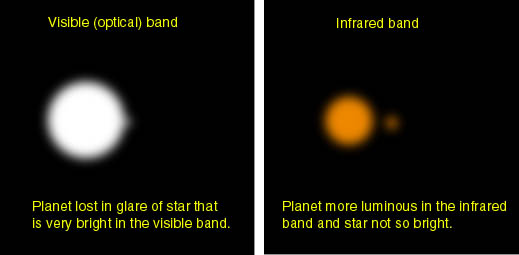 Visible (optical) band
Planet lost in glare of star that
is very bright in the visible band.
Infrared band
Planet more luminous in the infrared
band and star not so bright.